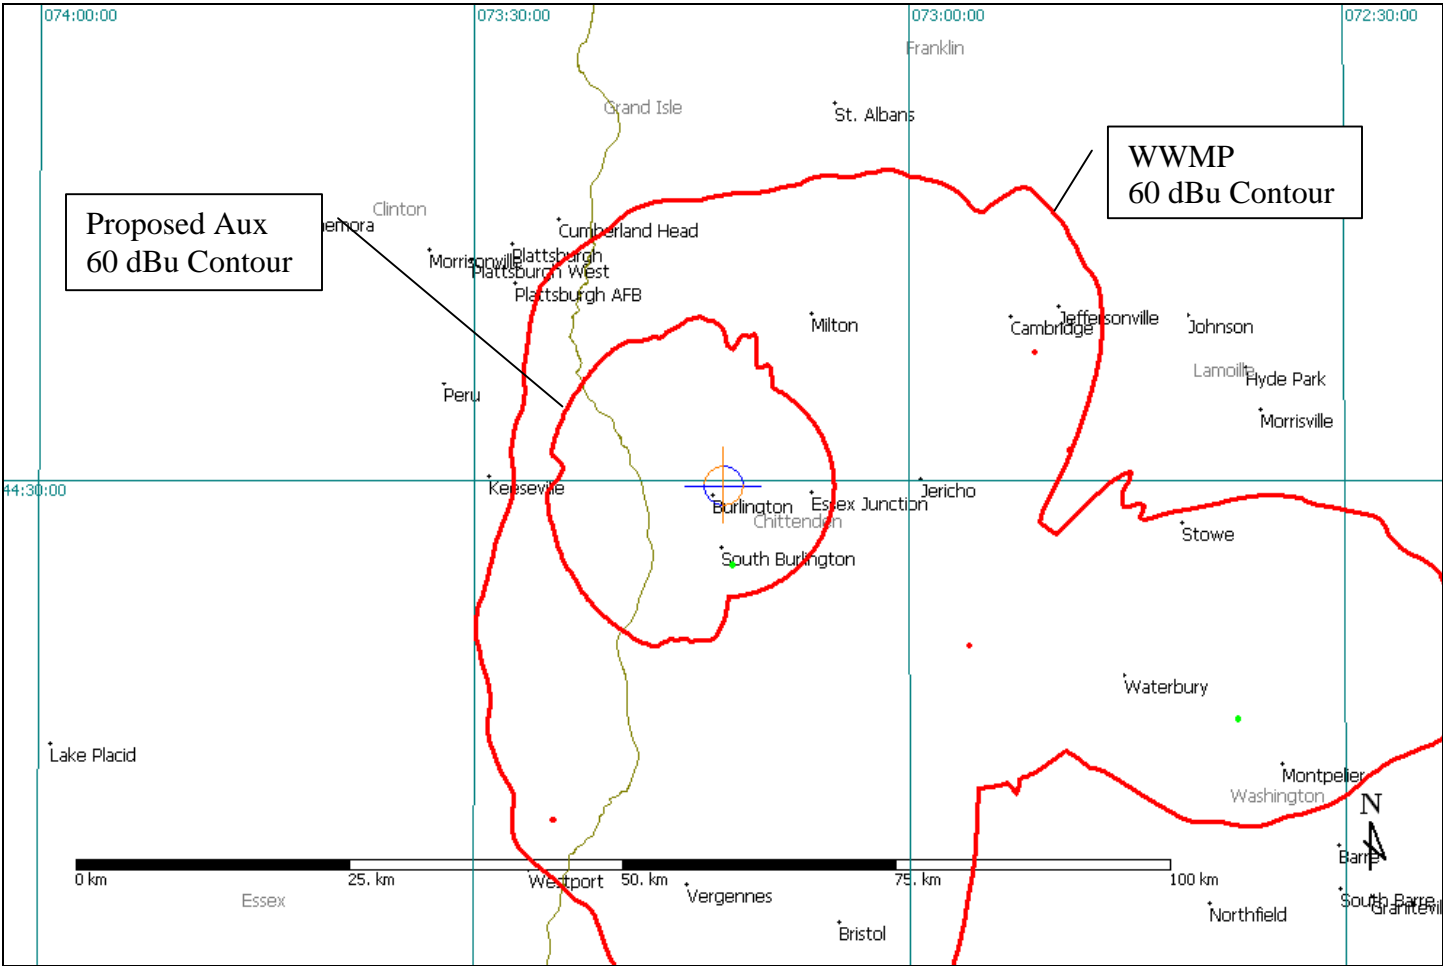 074:00:00
073:30:00
073:00:00
072:30:00
Franklin
Grand Isle
St. Albans
WWMP
60 dBu Contour
Proposed Aux
60 dBu Contour
Clinton
nemora
Cumberland Head
Plattsburgh
Morrisonville
Plattsburgh West
Plattsburgh AFB
Milton
Cambridge
Jeffersonville
Johnson
Lamoille
Hyde Park
Peru
Morrisville
44:30:00
Keeseville
Burlington
Essex Junction
Jericho
Chittenden
Stowe
South Burlington
Waterbury
Lake Placid
Montpelier
Washington
N
Barre
0 km
25. km
50. km
75. km
100 km
Westport
Vergennes
Essex
South Barre
Granitevil
Northfield
Bristol